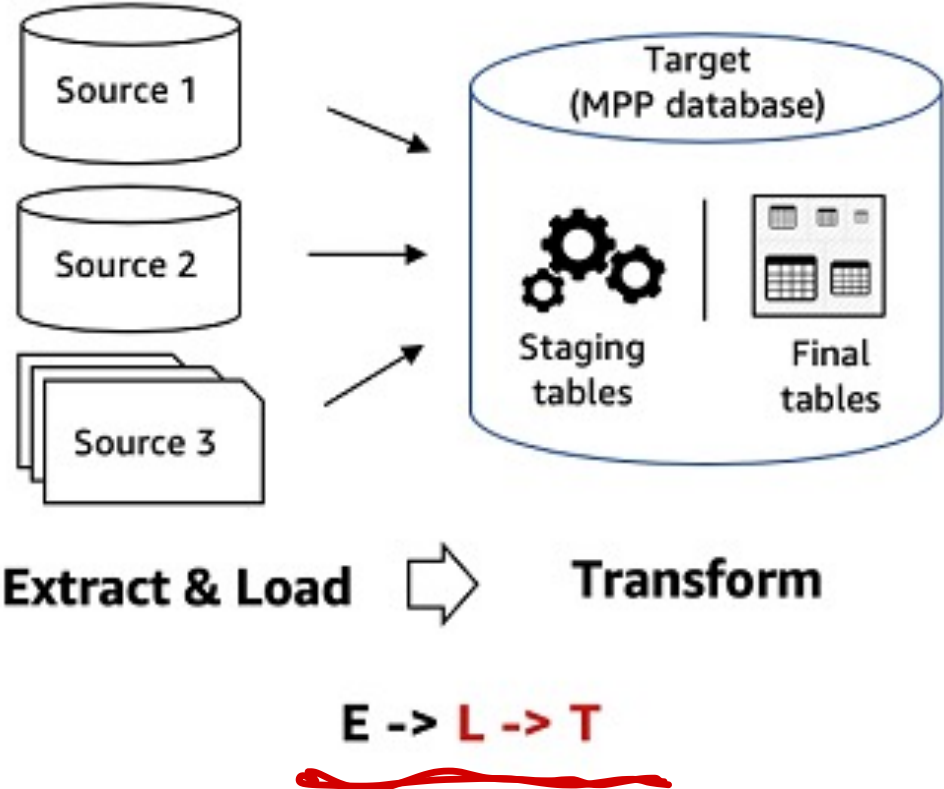 Source 1
Source 2
Source 3
Target
(MPP database)
Staging
tables
Final
tables
Extract & Load
Transform
E -> L -> T